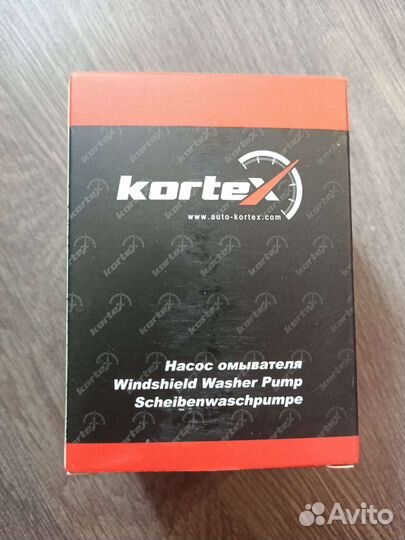 kortex
www.auto-kortex.com
Насос омывателя
Windshield Washer Pump
Scheibenwaschpumpe
Avito